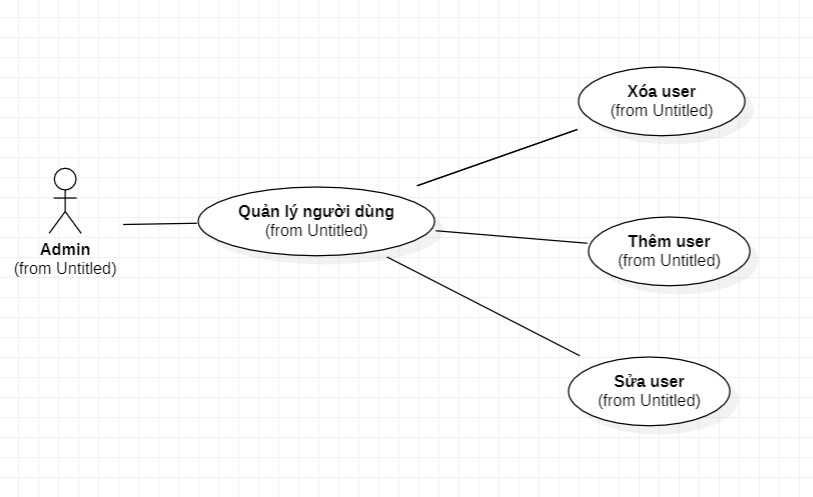 Xóa user
(from Untitled)
Admin
(from Untitled)
Quản lý người dùng
(from Untitled)
Thêm user
(from Untitled)
Sửa user
(from Untitled)